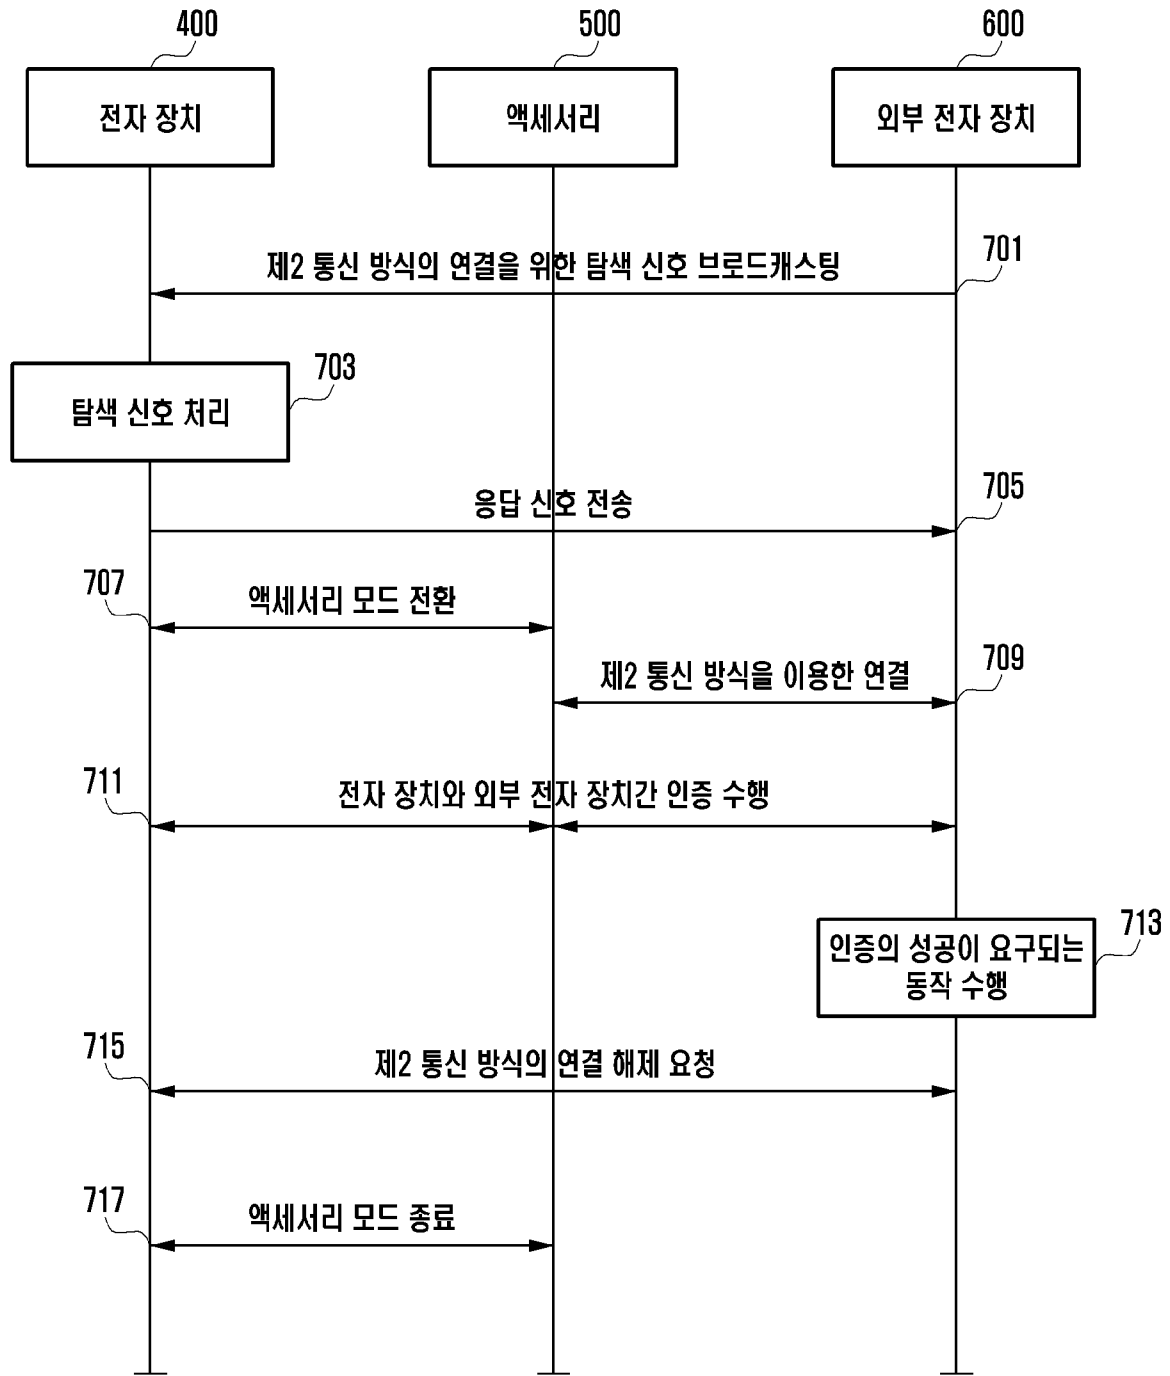 400
500
600
전자 장치
액세서리
외부 전자 장치
701
제2 통신 방식의 연결을 위한 탐색 신호 브로드캐스팅
703
탐색 신호 처리
705
응답 신호 전송
707
액세서리 모드 전환
709
제2 통신 방식을 이용한 연결
711
전자 장치와 외부 전자 장치간 인증 수행
713
인증의 성공이 요구되는
동작 수행
715
제2 통신 방식의 연결 해제 요청
717
액세서리 모드 종료